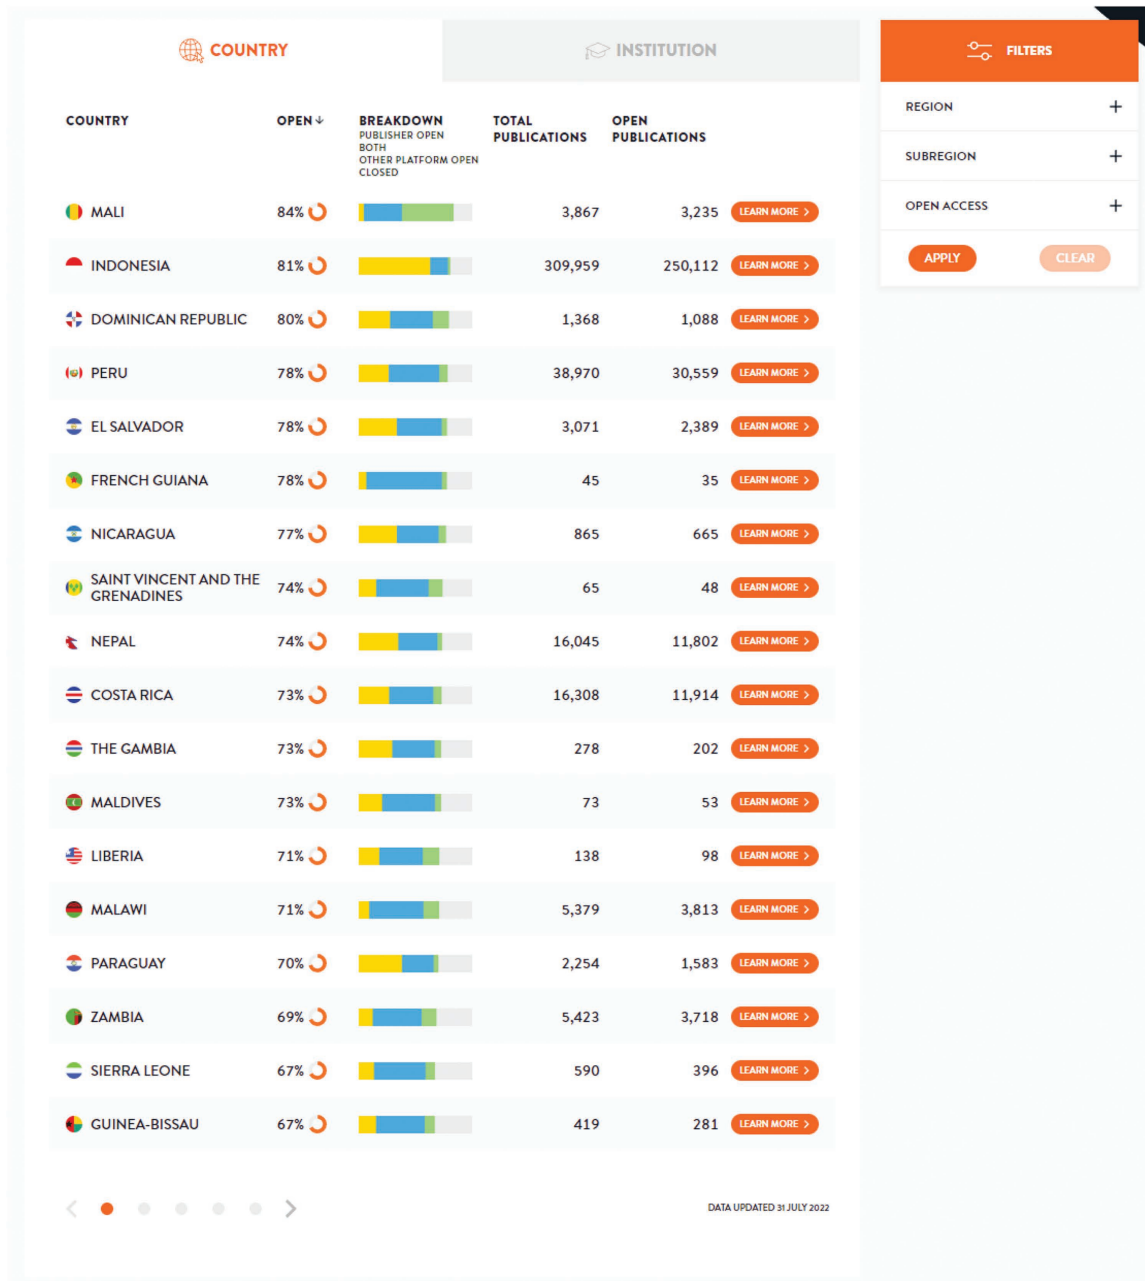 COUNTRY
INSTITUTION
FILTERS
COUNTRY
OPEN↓
BREAKDOWN
PUBLISHER OPEN
BOTH
OTHER PLATFORM OPEN
CLOSED
TOTAL
PUBLICATIONS
OPEN
PUBLICATIONS
REGION +
SUBREGION +
OPEN ACCESS +
APPLY CLEAR
MALI 84% 3,867 3,235 LEARN MORE >
INDONESIA 81% 309,959 250,112 LEARN MORE >
DOMINICAN REPUBLIC 80% 1,368 1,088 LEARN MORE >
PERU 78% 38,970 30,559 LEARN MORE >
EL SALVADOR 78% 3,071 2,389 LEARN MORE >
FRENCH GUIANA 78% 45 35 LEARN MORE >
NICARAGUA 77% 865 665 LEARN MORE >
SAINT VINCENT AND THE
GRENADINES 74% 65 48 LEARN MORE >
NEPAL 74% 16,045 11,802 LEARN MORE >
COSTA RICA 73% 16,308 11,914 LEARN MORE >
THE GAMBIA 73% 278 202 LEARN MORE >
MALDIVES 73% 73 53 LEARN MORE >
LIBERIA 71% 138 98 LEARN MORE >
MALAWI 71% 5,379 3,813 LEARN MORE >
PARAGUAY 70% 2,254 1,583 LEARN MORE >
ZAMBIA 69% 5,423 3,718 LEARN MORE >
SIERRA LEONE 67% 590 396 LEARN MORE >
GUINEA-BISSAU 67% 419 281 LEARN MORE >
DATA UPDATED 31 JULY 2022